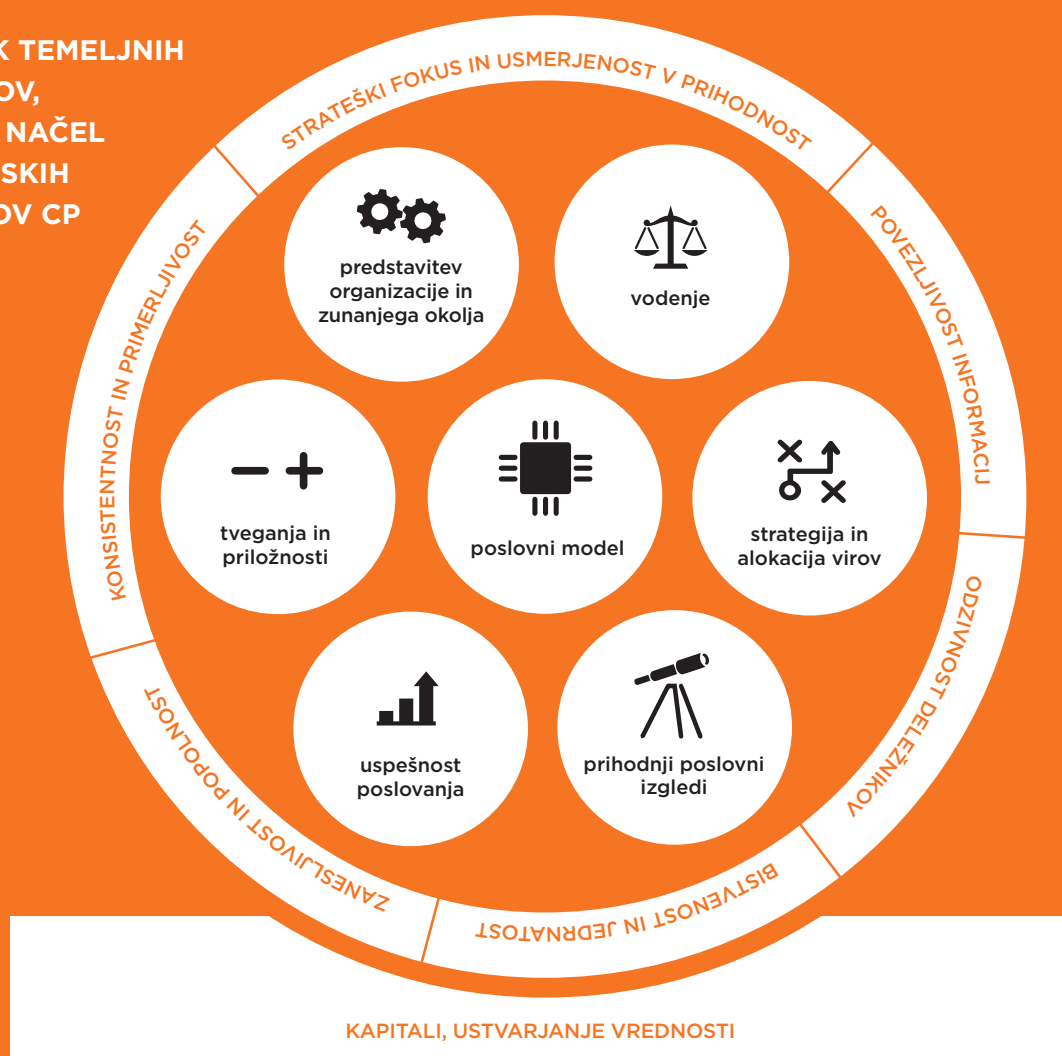 K TEMELJNIH
OV,
NAČEL
SKIH
OV CP
STRATEŠKI FOKUS IN USMERJENOST V PRIHODNOST
POVEZLJIVOST INFORMACIJ
ODZIVNOST DELEŽNIKOV
BISTVENOST IN JEDRNATOST
ZANESLJIVOST IN POPOLNOST
KONSISTENTNOST IN PRIMERLJIVOST
predstavitev
organizacije in
zunanjega okolja
vodenje
tveganja in
priložnosti
poslovni model
strategija in
alokacija virov
uspešnost
poslovanja
prihodnji poslovni
izgledi
KAPITALI, USTVARJANJE VREDNOSTI